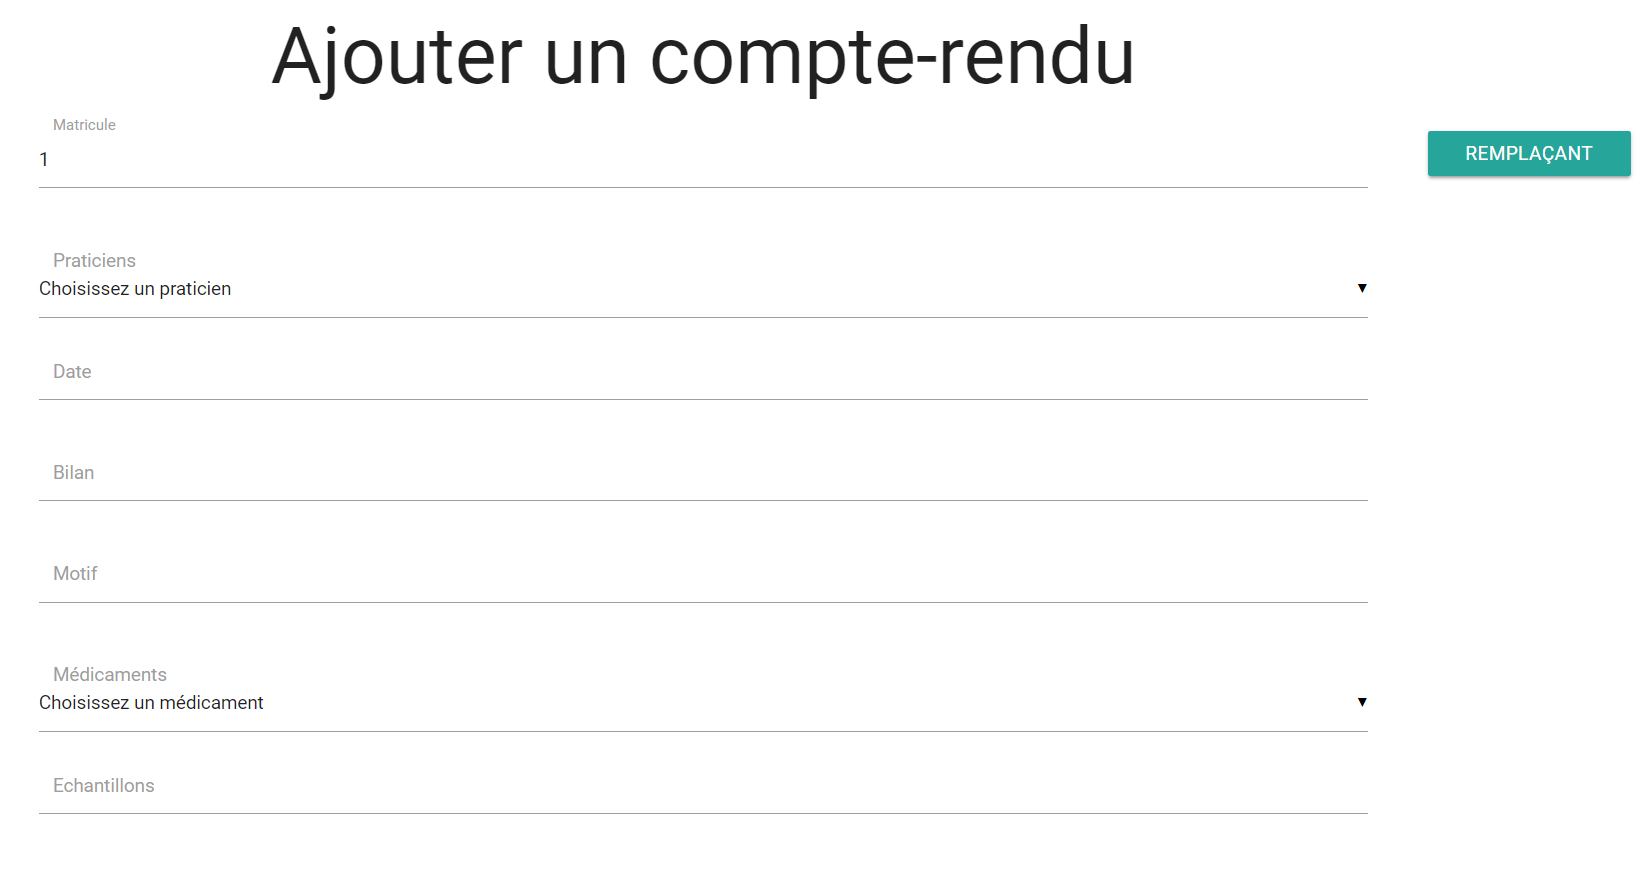 Ajouter un compte-rendu
Matricule
1
REMPLAÇANT
Praticiens
Choisissez un praticien
Date
Bilan
Motif
Médicaments
Choisissez un médicament
Echantillons